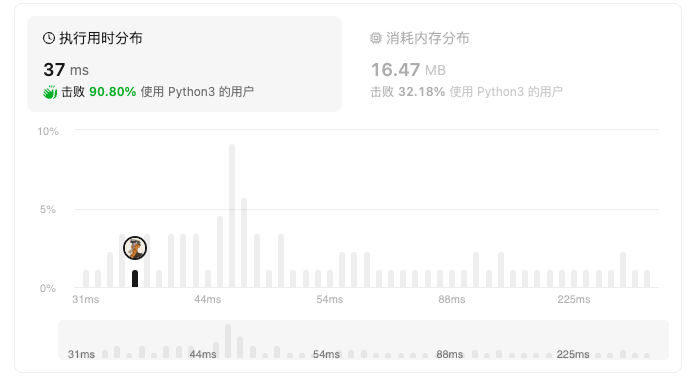 执行用时分布
37 ms
击败 90.80% 使用 Python3 的用户
消耗内存分布
16.47 MB
击败 32.18% 使用 Python3 的用户
10%
5%
0%
31ms 44ms 54ms 88ms 225ms
31ms 44ms 54ms 88ms 225ms